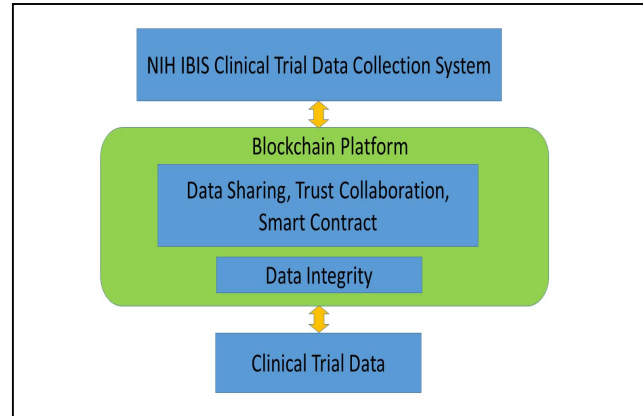 NIH IBIS Clinical Trial Data Collection System
Blockchain Platform
Data Sharing, Trust Collaboration,
Smart Contract
Data Integrity
Clinical Trial Data